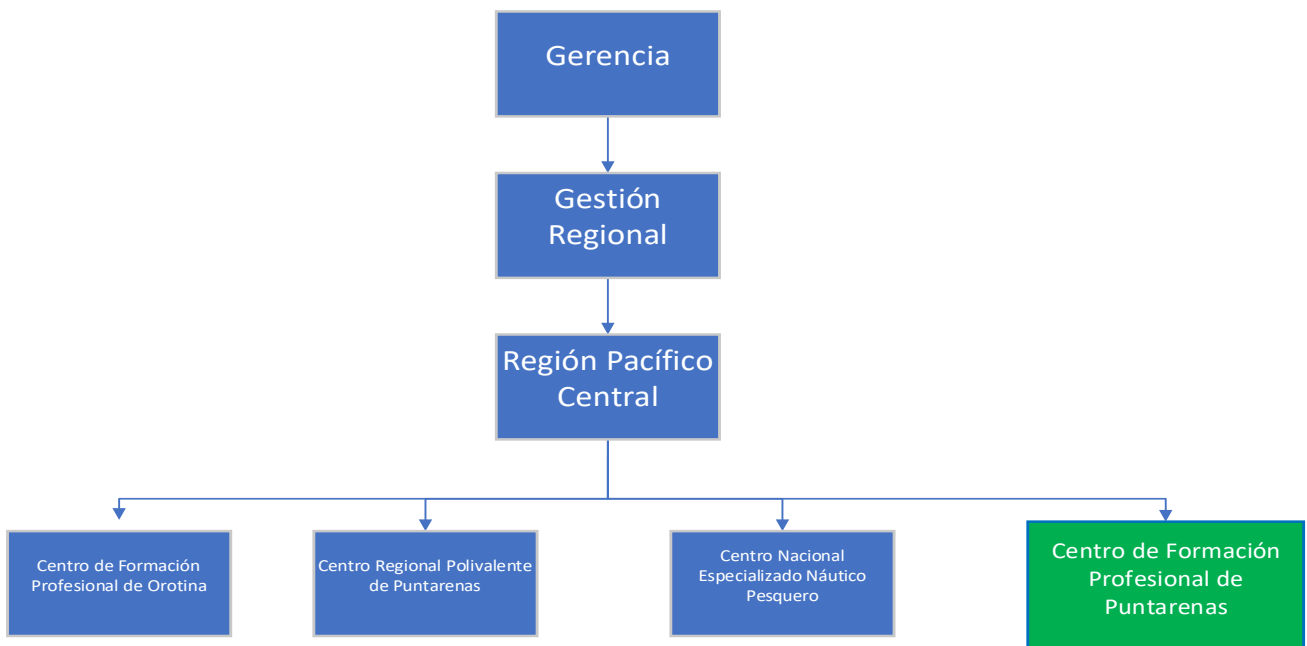 Gerencia
Gestión
Regional
Región Pacífico
Central
Centro de Formación
Profesional de Orotina
Centro Regional Polivalente
de Puntarenas
Centro Nacional
Especializado Náutico
Pesquero
Centro de Formación
Profesional de
Puntarenas